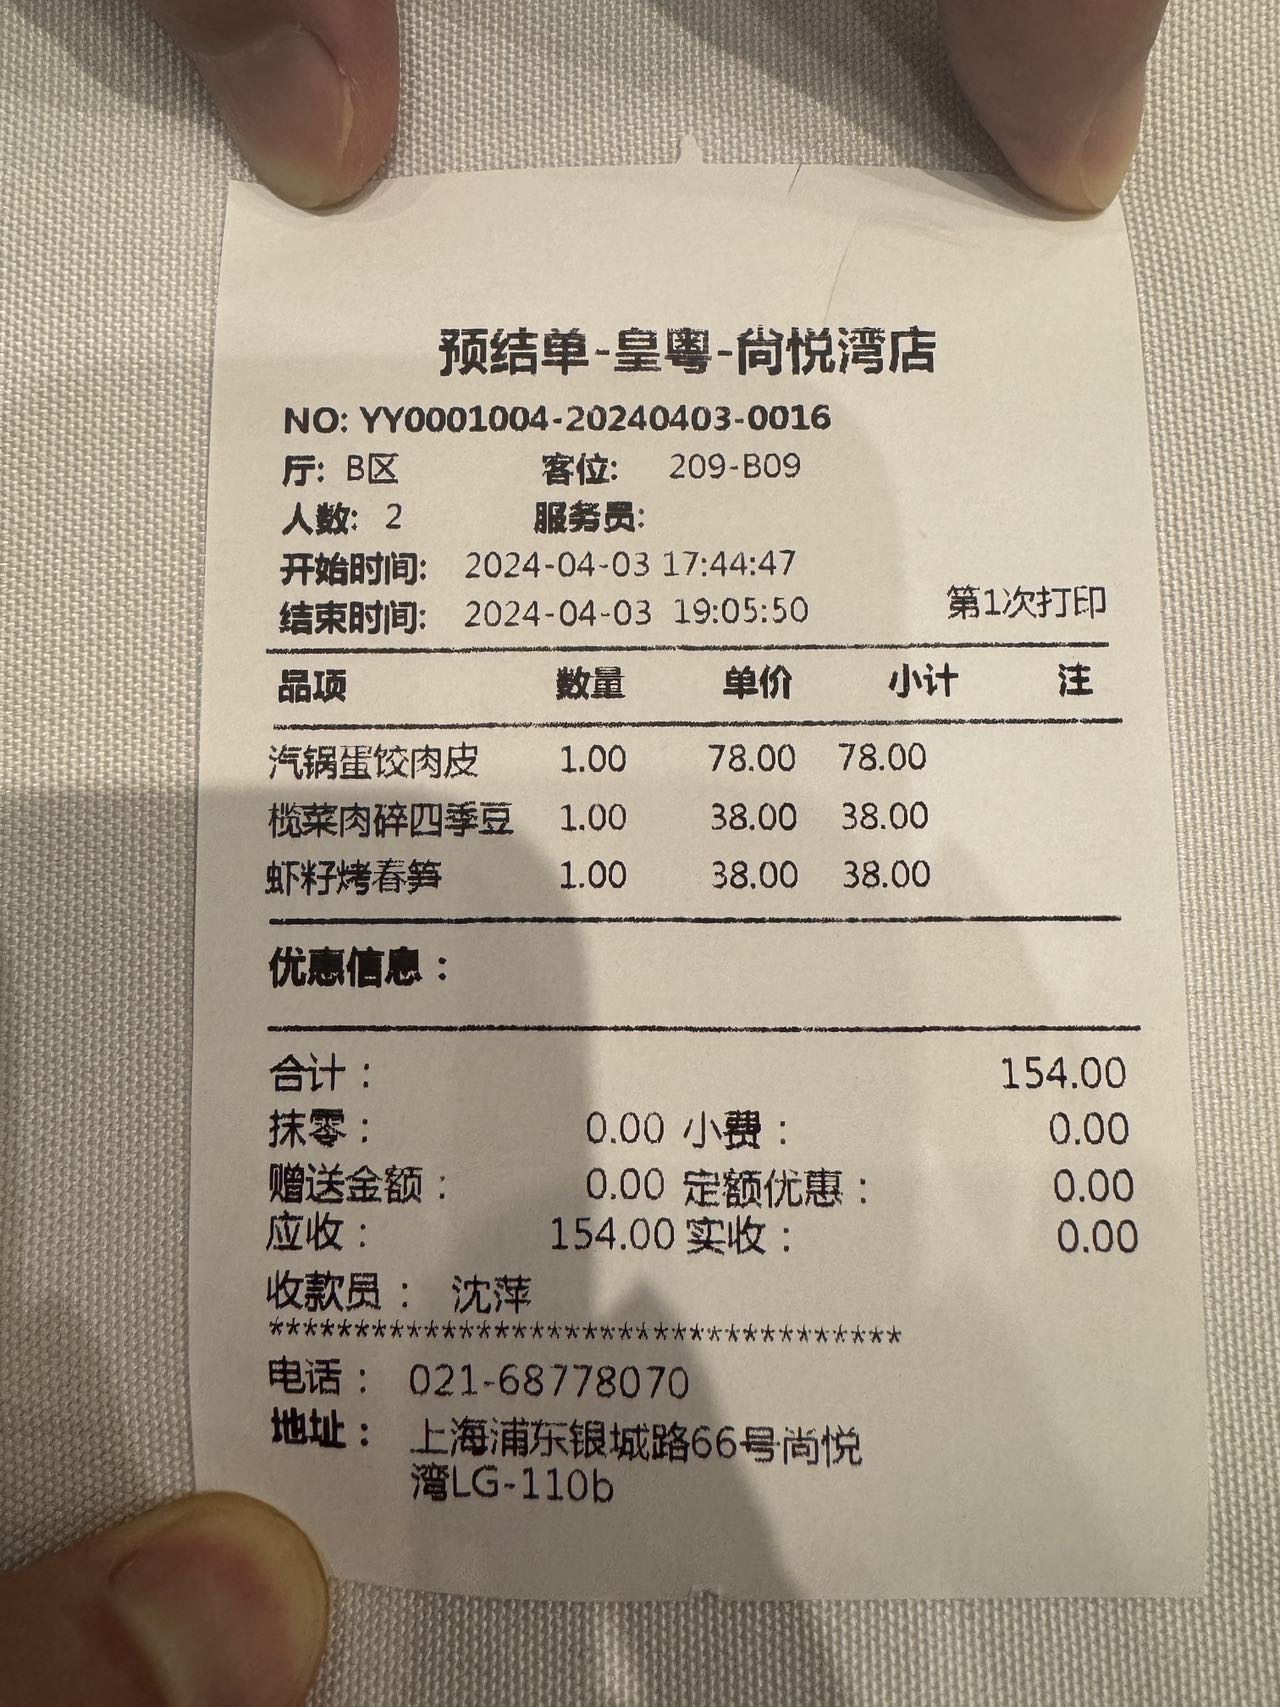 预结单-皇粤-尚悦湾店
NO: YY0001004-20240403-0016
厅: B区 客位: 209-B09
人数: 2 服务员:
开始时间: 2024-04-03 17:44:47
结束时间: 2024-04-03 19:05:50 第1次打印
品项 数量 单价 小计 注
汽锅蛋饺肉皮 1.00 78.00 78.00
榄菜肉碎四季豆 1.00 38.00 38.00
虾籽烤春笋 1.00 38.00 38.00
优惠信息：
合计： 154.00
抹零： 0.00 小费： 0.00
赠送金额： 0.00 定额优惠： 0.00
应收： 154.00 实收： 0.00
收款员： 沈萍
*************************************
电话： 021-68778070
地址： 上海浦东银城路66号尚悦
湾LG-110b